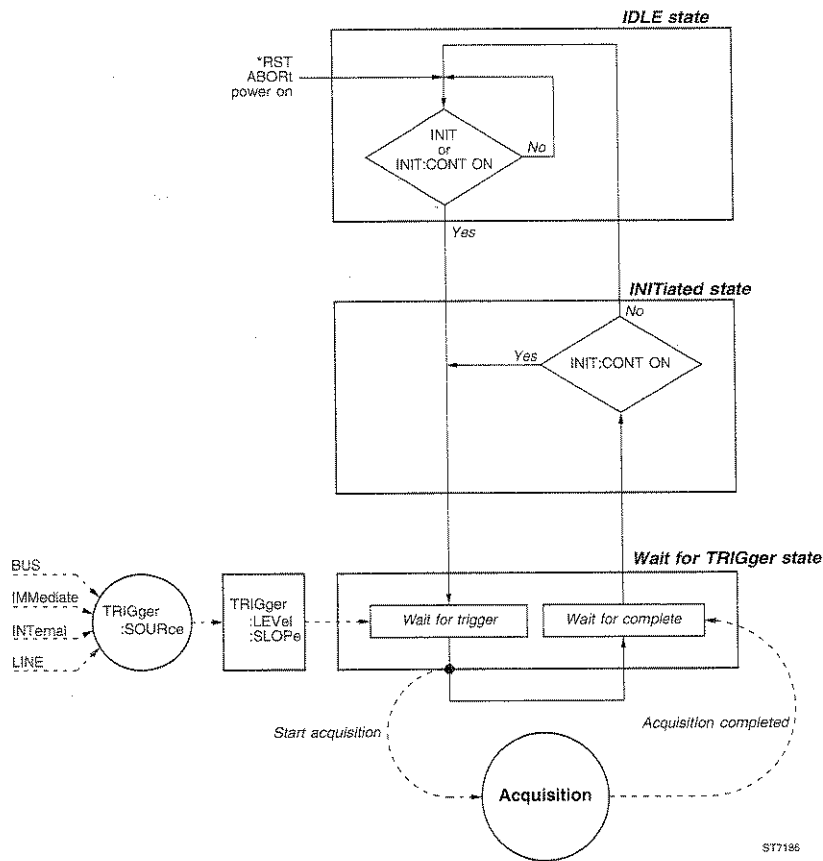 IDLE state
*RST
ABORt
power on
INIT
or
INIT:CONT ON
No
Yes
INITiated state
No
Yes
INIT:CONT ON
Wait for TRIGger state
BUS
IMMediate
INTernal
LINE
TRIGger
:SOURce
TRIGger
:LEVel
:SLOPe
Wait for trigger
Wait for complete
Start acquisition
Acquisition completed
Acquisition
ST7186